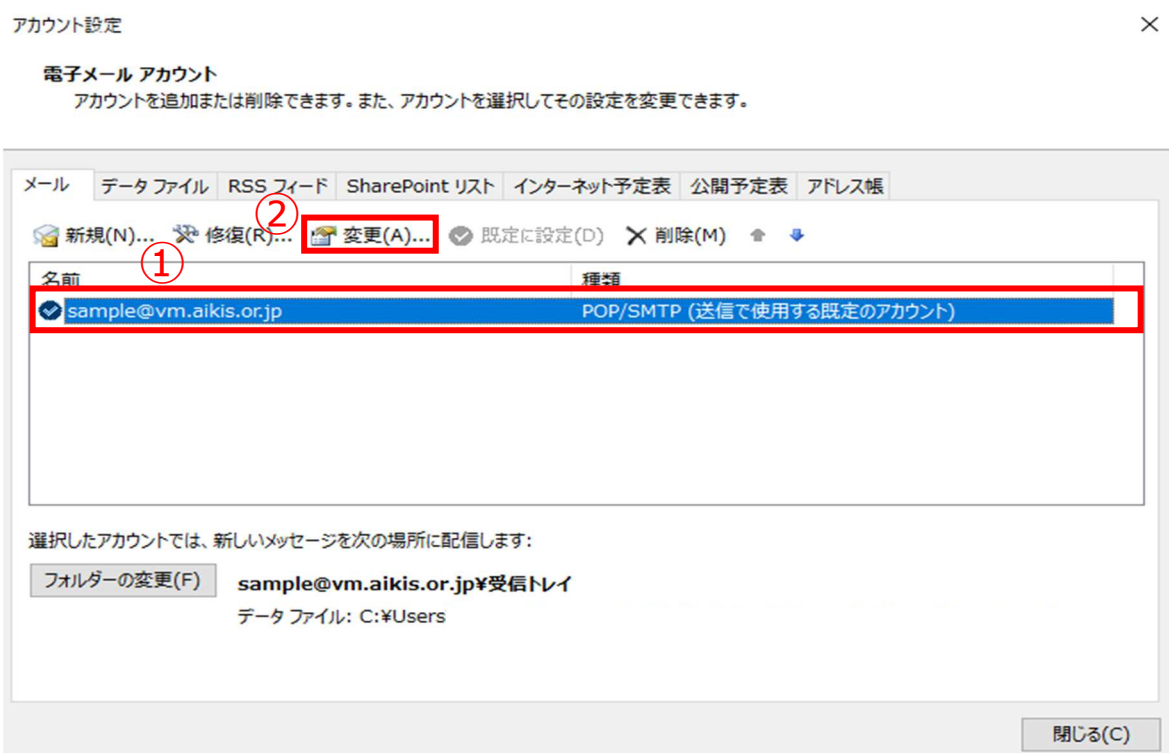 アカウント設定
電子メール アカウント
アカウントを追加または削除できます。また、アカウントを選択してその設定を変更できます。
メール データ ファイル RSS フィード SharePoint リスト インターネット予定表 公開予定表 アドレス帳
②
新規(N)... 修復(R)... 変更(A)... 既定に設定(D) 削除(M)
①
名前 種類
sample@vm.aikis.or.jp POP/SMTP (送信で使用する既定のアカウント)
選択したアカウントでは、新しいメッセージを次の場所に配信します:
フォルダーの変更(F) sample@vm.aikis.or.jp¥受信トレイ
データ ファイル: C:¥Users
閉じる(C)